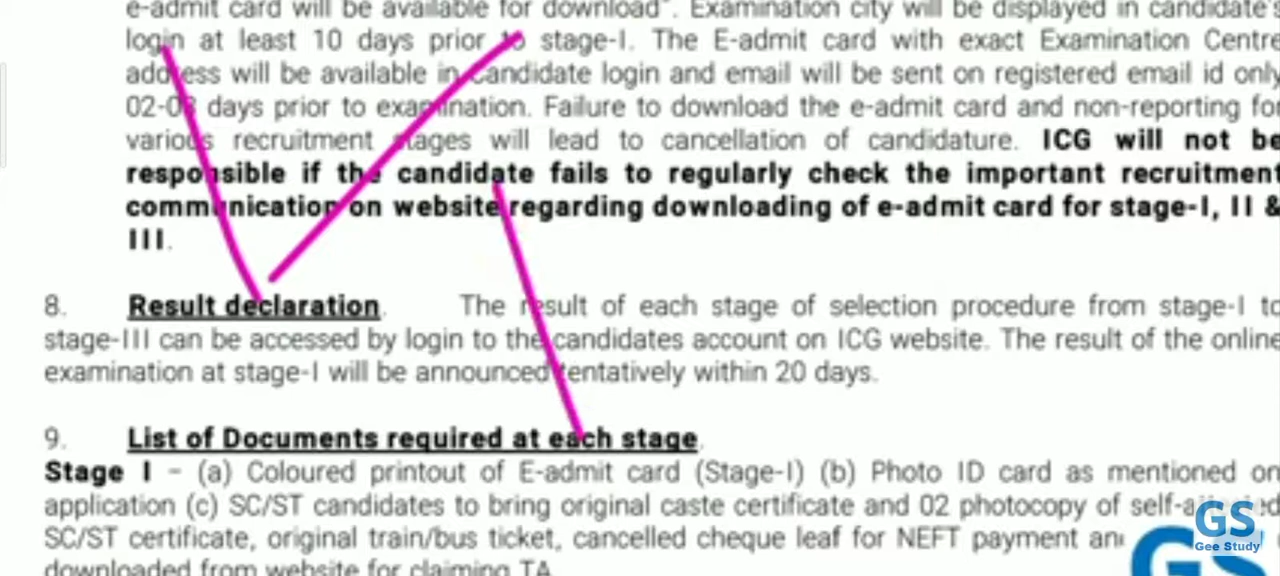 e-admit card will be available for download". Examination city will be displayed in candidate's
login at least 10 days prior to stage-I. The E-admit card with exact Examination Centre
address will be available in candidate login and email will be sent on registered email id only
02-03 days prior to examination. Failure to download the e-admit card and non-reporting for
various recruitment stages will lead to cancellation of candidature. ICG will not be
responsible if the candidate fails to regularly check the important recruitment
communication on website regarding downloading of e-admit card for stage-I, II &
III.
8. Result declaration. The result of each stage of selection procedure from stage-I to
stage-III can be accessed by login to the candidates account on ICG website. The result of the online
examination at stage-I will be announced tentatively within 20 days.
9. List of Documents required at each stage.
Stage I - (a) Coloured printout of E-admit card (Stage-I) (b) Photo ID card as mentioned on
application (c) SC/ST candidates to bring original caste certificate and 02 photocopy of
SC/ST certificate, original train/bus ticket, cancelled cheque leaf for NEFT payment
downloaded from website for claiming TA
GS
Gee Study
GS